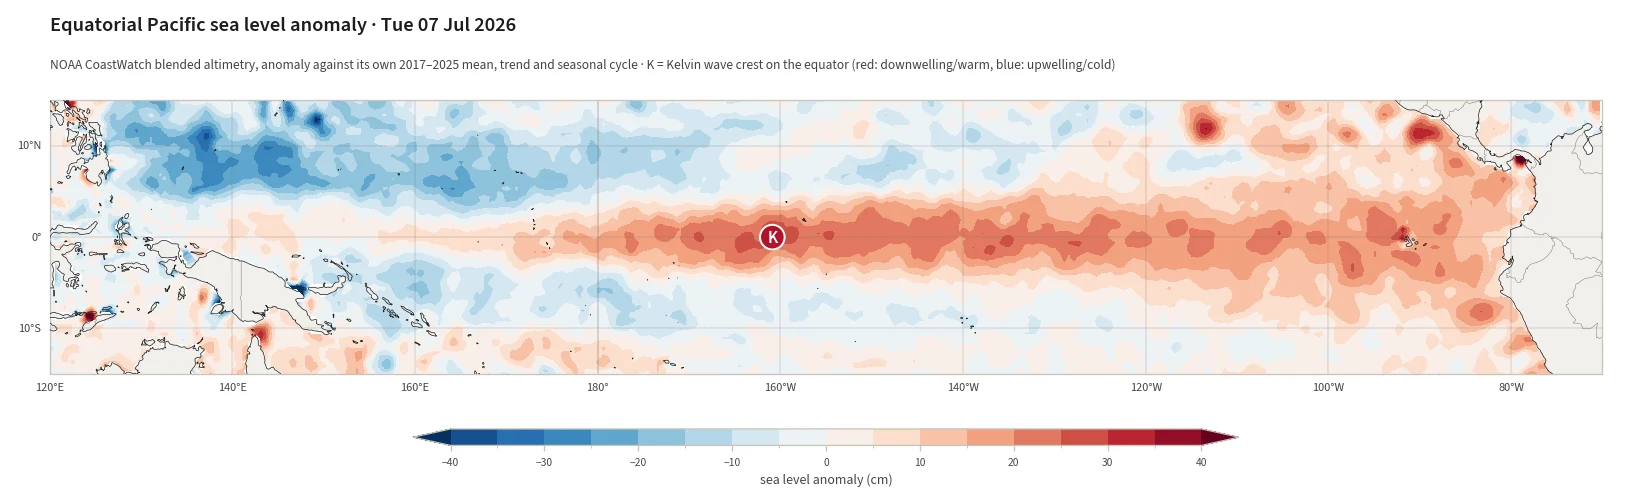 Equatorial Pacific sea level anomaly · Tue 07 Jul 2026
NOAA CoastWatch blended altimetry, anomaly against its own 2017–2025 mean, trend and seasonal cycle · K = Kelvin wave crest on the equator (red: downwelling/warm, blue: upwelling/cold)
10°N
0°
K
10°S
120°E 140°E 160°E 180° 160°W 140°W 120°W 100°W 80°W
−40 −30 −20 −10 0 10 20 30 40
sea level anomaly (cm)